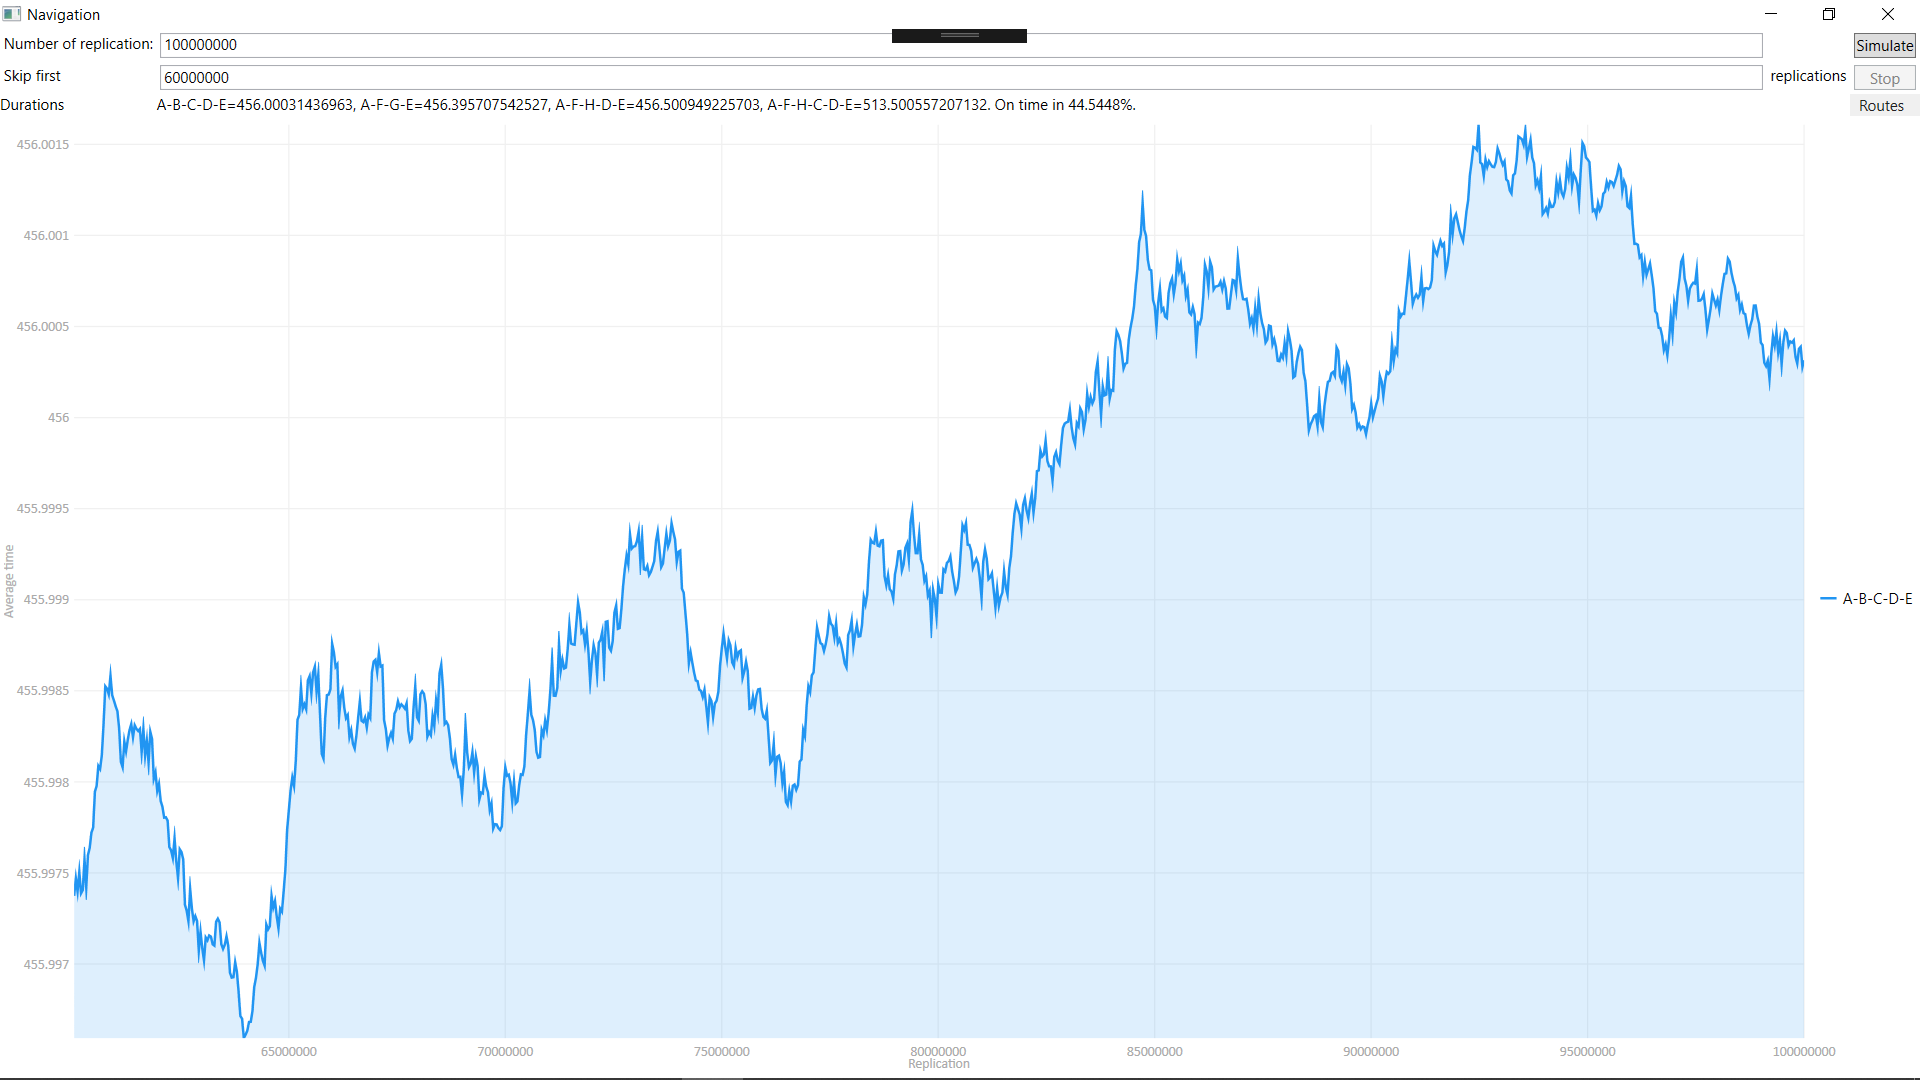 Navigation
Number of replication: 100000000 Simulate
Skip first 60000000 replications Stop
Durations A-B-C-D-E=456.00031436963, A-F-G-E=456.395707542527, A-F-H-D-E=456.500949225703, A-F-H-C-D-E=513.500557207132. On time in 44.5448%. Routes
456.0015
456.001
456.0005
456
455.9995
455.999
455.9985
455.998
455.9975
455.997
Average time
A-B-C-D-E
65000000 70000000 75000000 80000000 85000000 90000000 95000000 100000000
Replication